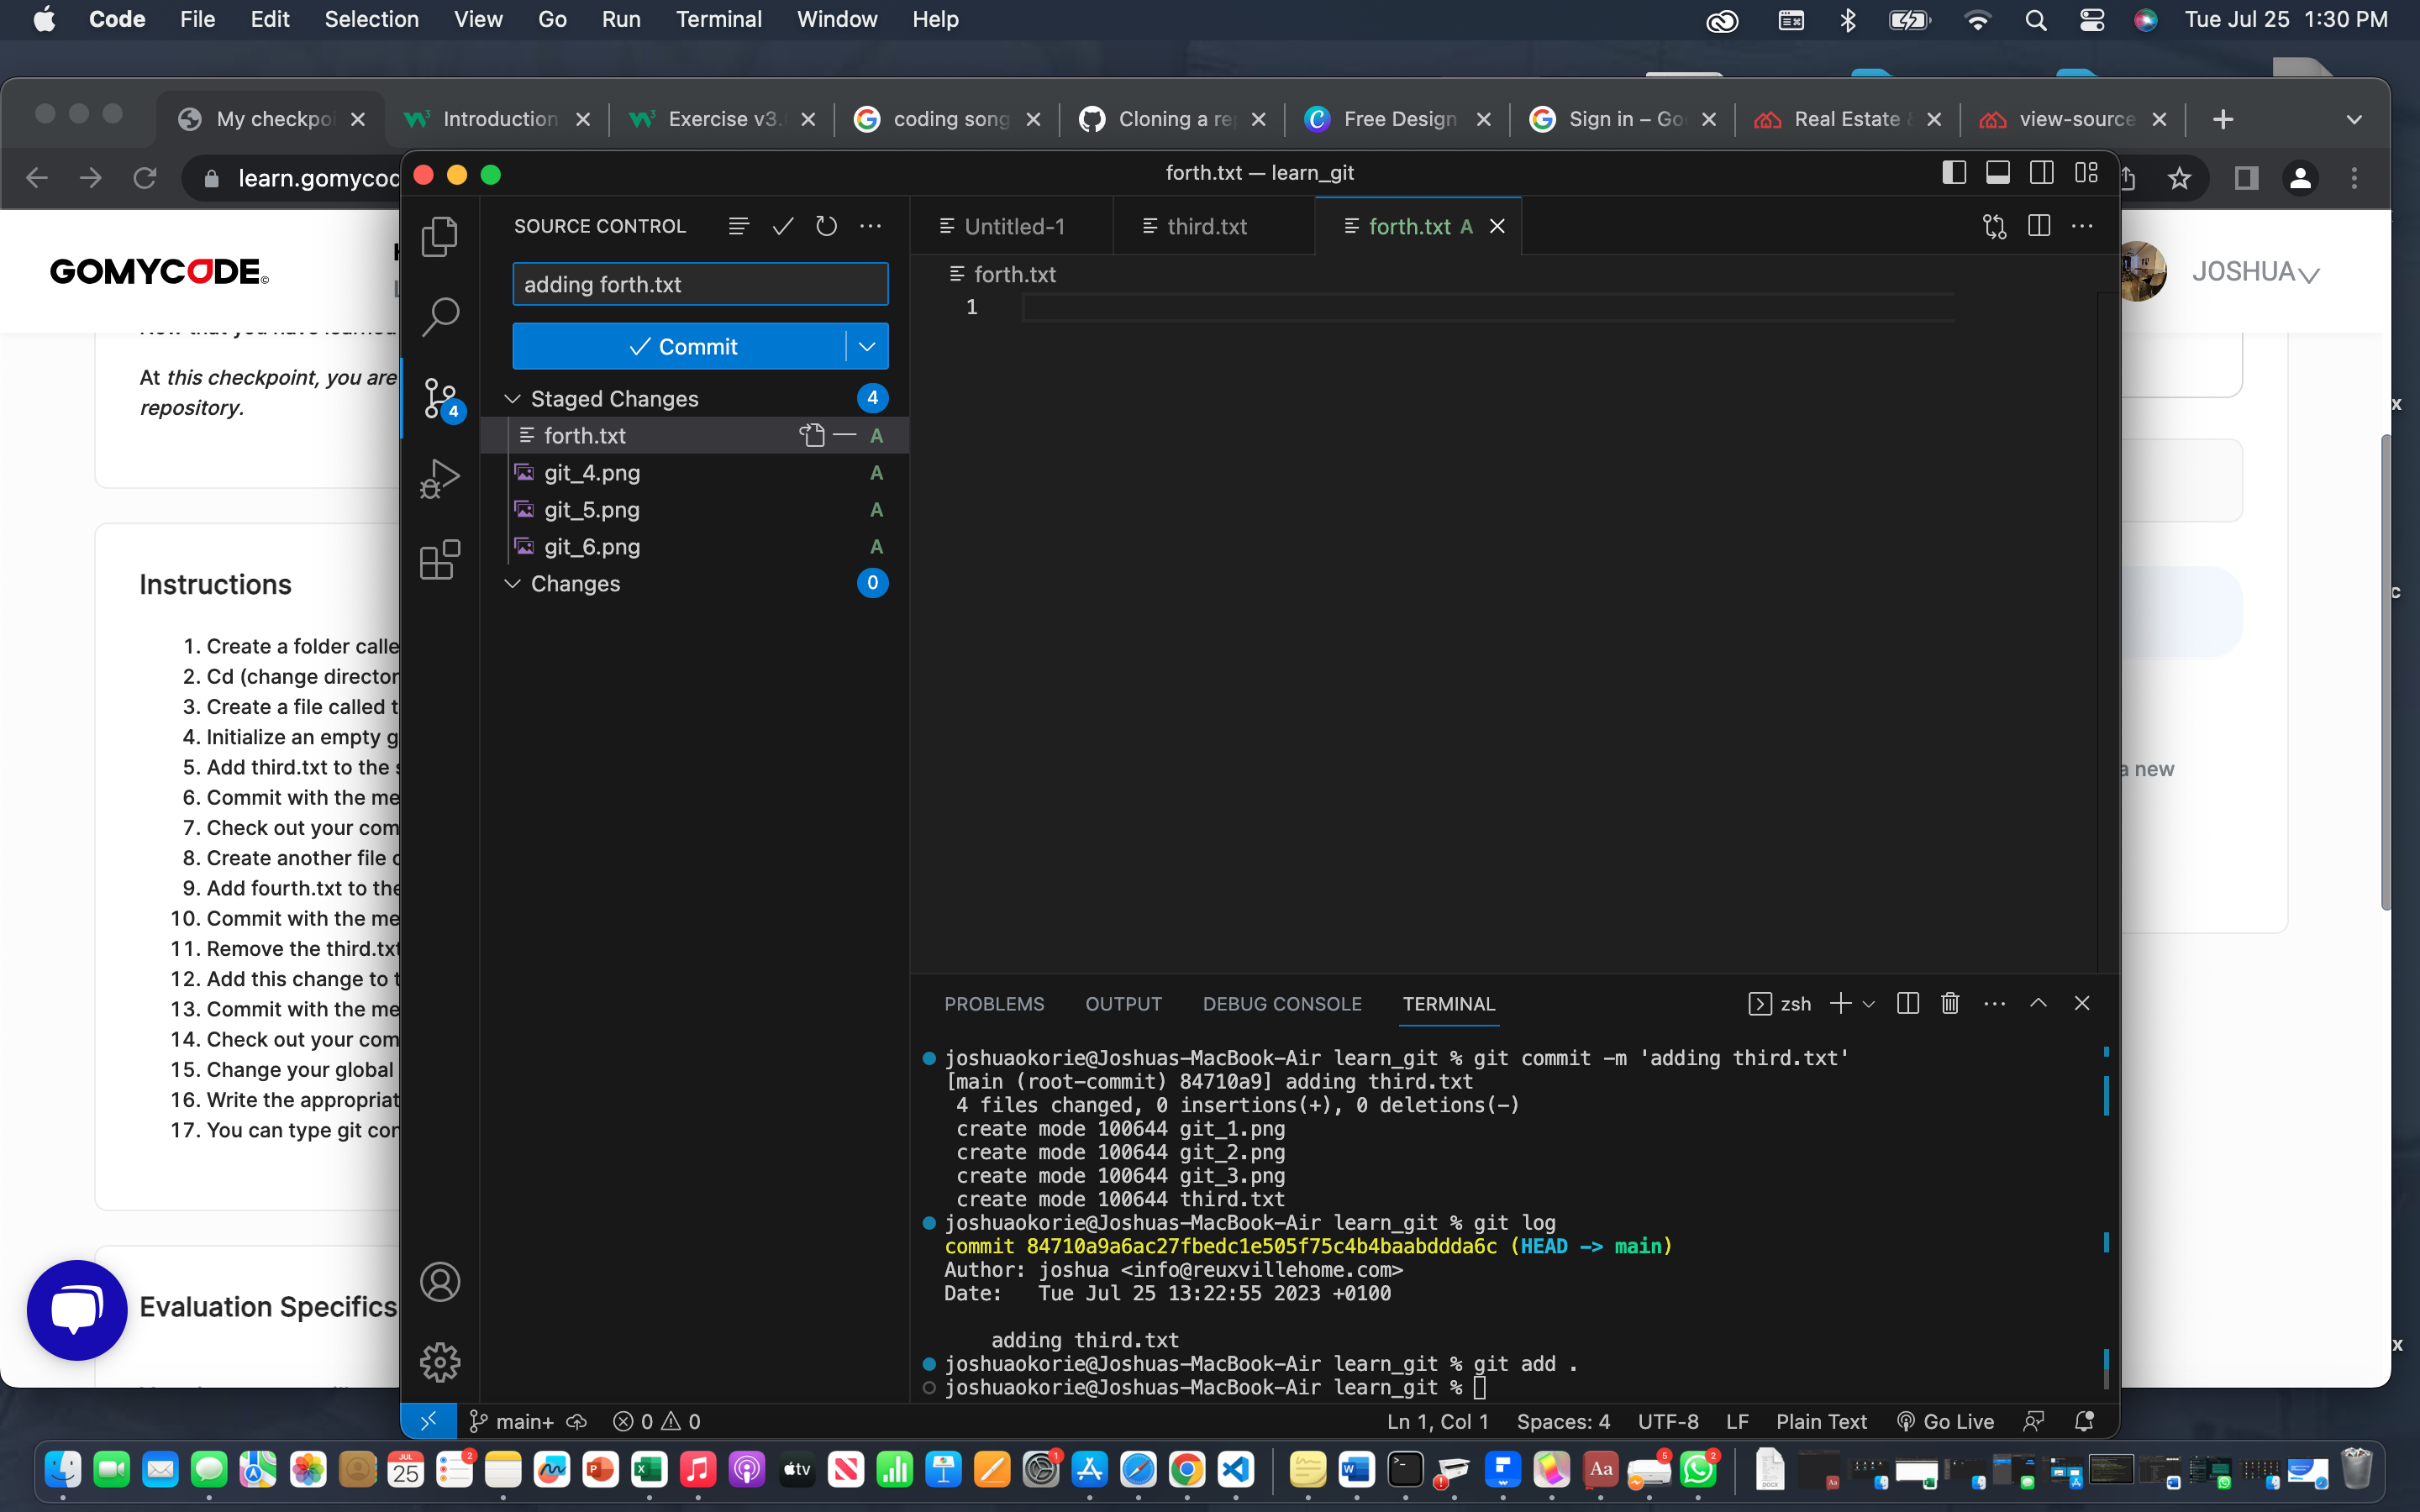 Code File Edit Selection View Go Run Terminal Window Help Tue Jul 25 1:30 PM
My checkpoi Introduction Exercise v3. coding song Cloning a re Free Design Sign in – Go Real Estate view-source
learn.gomycod
forth.txt — learn_git
GOMYCODE
JOSHUA
At this checkpoint, you are
repository.
Instructions
1. Create a folder calle
2. Cd (change director
3. Create a file called t
4. Initialize an empty g
5. Add third.txt to the s
6. Commit with the me
7. Check out your com
8. Create another file c
9. Add fourth.txt to the
10. Commit with the me
11. Remove the third.txt
12. Add this change to t
13. Commit with the me
14. Check out your com
15. Change your global
16. Write the appropriat
17. You can type git con
Evaluation Specifics
a new
SOURCE CONTROL
adding forth.txt
Commit
Staged Changes 4
forth.txt A
git_4.png A
git_5.png A
git_6.png A
Changes 0
4
Untitled-1 third.txt forth.txt A
forth.txt
1
PROBLEMS OUTPUT DEBUG CONSOLE TERMINAL zsh
joshuaokorie@Joshuas-MacBook-Air learn_git % git commit -m 'adding third.txt'
[main (root-commit) 84710a9] adding third.txt
4 files changed, 0 insertions(+), 0 deletions(-)
create mode 100644 git_1.png
create mode 100644 git_2.png
create mode 100644 git_3.png
create mode 100644 third.txt
joshuaokorie@Joshuas-MacBook-Air learn_git % git log
commit 84710a9a6ac27fbedc1e505f75c4b4baabddda6c (HEAD -> main)
Author: joshua <info@reuxvillehome.com>
Date: Tue Jul 25 13:22:55 2023 +0100
adding third.txt
joshuaokorie@Joshuas-MacBook-Air learn_git % git add .
joshuaokorie@Joshuas-MacBook-Air learn_git %
main+ 0 0 Ln 1, Col 1 Spaces: 4 UTF-8 LF Plain Text Go Live
JUL 25 2 tv 1 Aa 5 2